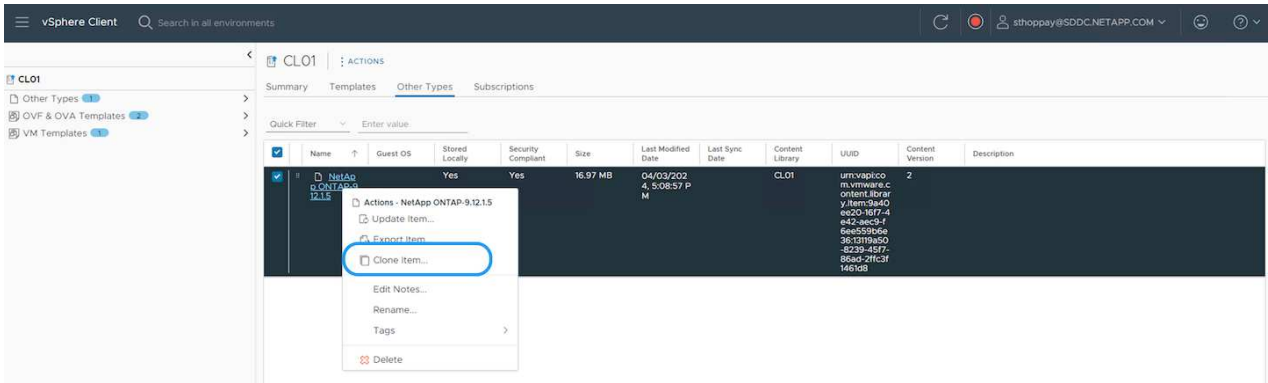 vSphere Client Search in all environments sthoppay@SDDC.NETAPP.COM
CL01 ACTIONS
CL01
Summary Templates Other Types Subscriptions
Other Types 1
OVF & OVA Templates 2
VM Templates 1
Quick Filter Enter value
Name Guest OS Stored Locally Security Compliant Size Last Modified Date Last Sync Date Content Library UUID Content Version Description
NetAp
p ONTAP-9
.12.1.5
Yes Yes 16.97 MB
04/03/202
4, 5:08:57 P
M
CL01
urn:vapi:co
m.vmware.c
ontent.librar
y.Item:9a40
ee20-16f7-4
e42-aec9-f
6ee559b6e
36:13119a50
-8239-45f7-
86ad-2ffc3f
1461d8
2
Actions - NetApp ONTAP-9.12.1.5
Update Item...
Export Item
Clone item...
Edit Notes...
Rename...
Tags
Delete